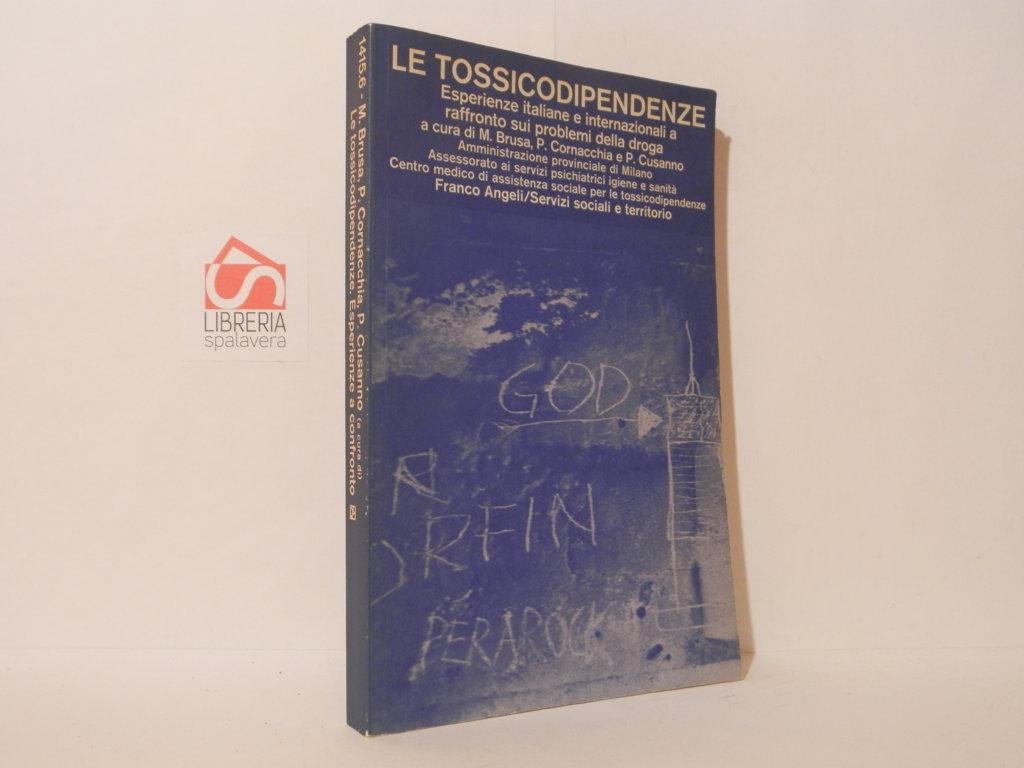 LE TOSSICODIPENDENZE
Esperienze italiane e internazionali a
raffronto sui problemi della droga
a cura di M. Brusa, P. Cornacchia e P. Cusanno
Amministrazione provinciale di Milano
Assessorato ai servizi psichiatrici igiene e sanità
Centro medico di assistenza sociale per le tossicodipendenze
Franco Angeli/Servizi sociali e territorio
1415.6 - M. Brusa, P. Cornacchia, P. Cusanno (a cura di)
Le tossicodipendenze. Esperienze a confronto
GOD
R
RFIN
PERAROCK
LIBRERIA
spalavera